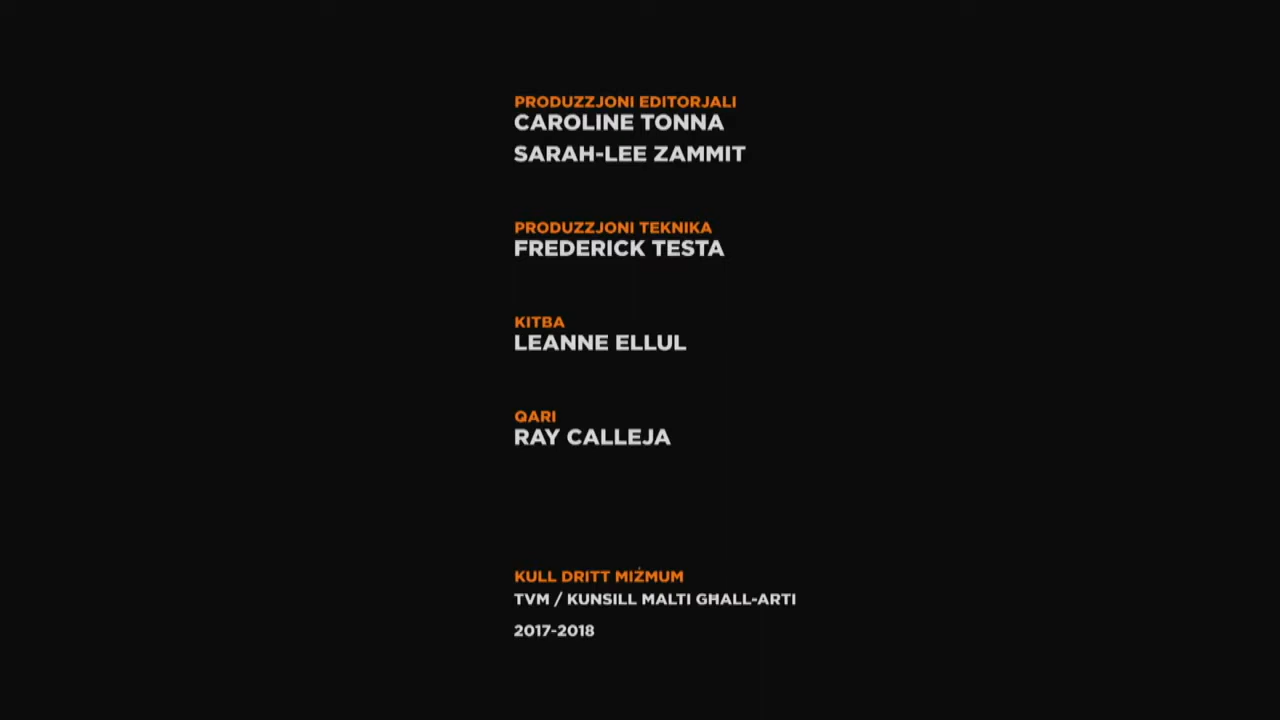 PRODUZZJONI EDITORJALI
CAROLINE TONNA
SARAH-LEE ZAMMIT
PRODUZZJONI TEKNIKA
FREDERICK TESTA
KITBA
LEANNE ELLUL
QARI
RAY CALLEJA
KULL DRITT MIŻMUM
TVM / KUNSILL MALTI GĦALL-ARTI
2017-2018